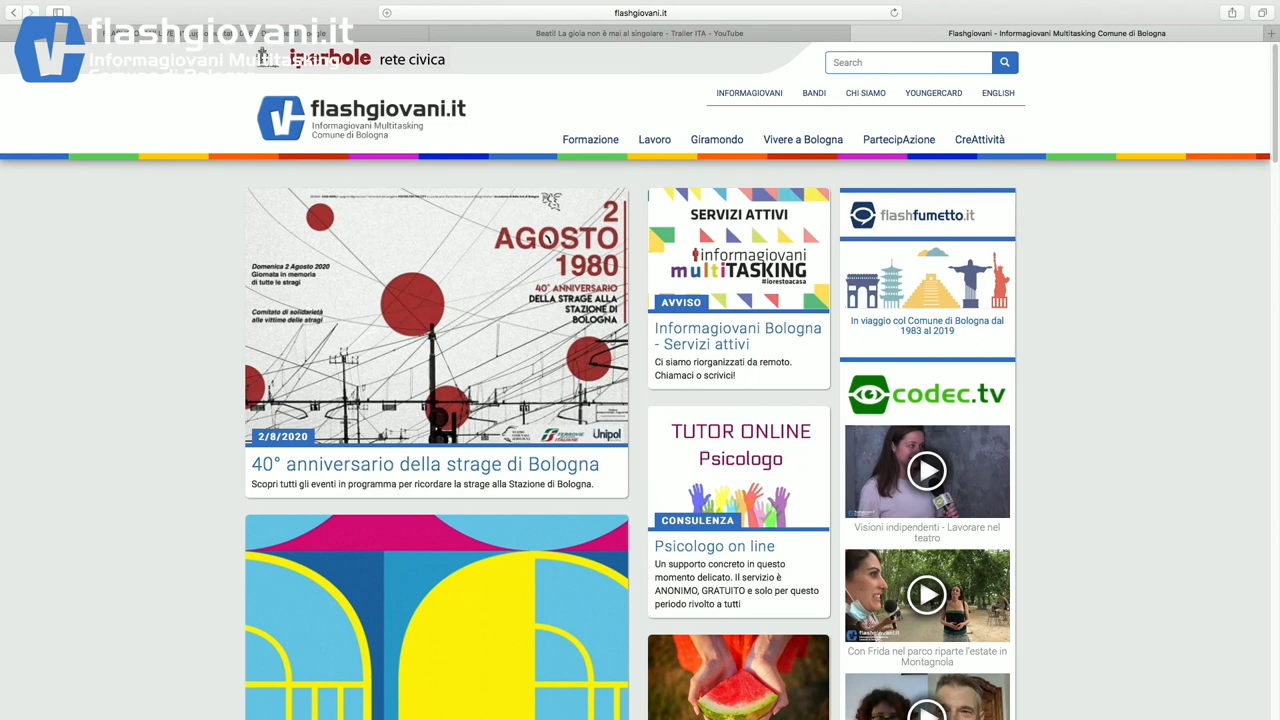 flashgiovani.it
Beati! La gioia non è mai al singolare - Trailer ITA - YouTube
Flashgiovani - Informagiovani Multitasking Comune di Bologna
flashgiovani.it
Informagiovani Multitasking
Comune di Bologna
iperbole rete civica
Search
INFORMAGIOVANI BANDI CHI SIAMO YOUNGERCARD ENGLISH
flashgiovani.it
Informagiovani Multitasking
Comune di Bologna
Formazione Lavoro Giramondo Vivere a Bologna PartecipAzione CreAttività
2
AGOSTO
1980
40° ANNIVERSARIO
DELLA STRAGE ALLA
STAZIONE DI
BOLOGNA
Domenica 2 Agosto 2020
Giornata in memoria
di tutte le stragi
Comitato di solidarietà
alle vittime delle stragi
FERROVIE
Unipol
2/8/2020
40° anniversario della strage di Bologna
Scopri tutti gli eventi in programma per ricordare la strage alla Stazione di Bologna.
SERVIZI ATTIVI
informagiovani
multiTASKING
#iorestoacasa
AVVISO
Informagiovani Bologna
- Servizi attivi
Ci siamo riorganizzati da remoto.
Chiamaci o scrivici!
TUTOR ONLINE
Psicologo
CONSULENZA
Psicologo on line
Un supporto concreto in questo
momento delicato. Il servizio è
ANONIMO, GRATUITO e solo per questo
periodo rivolto a tutti
flashfumetto.it
In viaggio col Comune di Bologna dal
1983 al 2019
codec.tv
Visioni indipendenti - Lavorare nel
teatro
flashgiovani.it
Con Frida nel parco riparte l'estate in
Montagnola